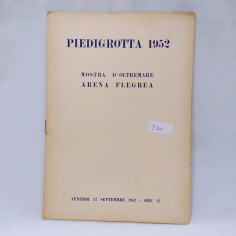 PIEDIGROTTA 1952
MOSTRA D'OLTREMARE
ARENA FLEGREA
VENERDI 12 SETTEMBRE 1952 - ORE 21